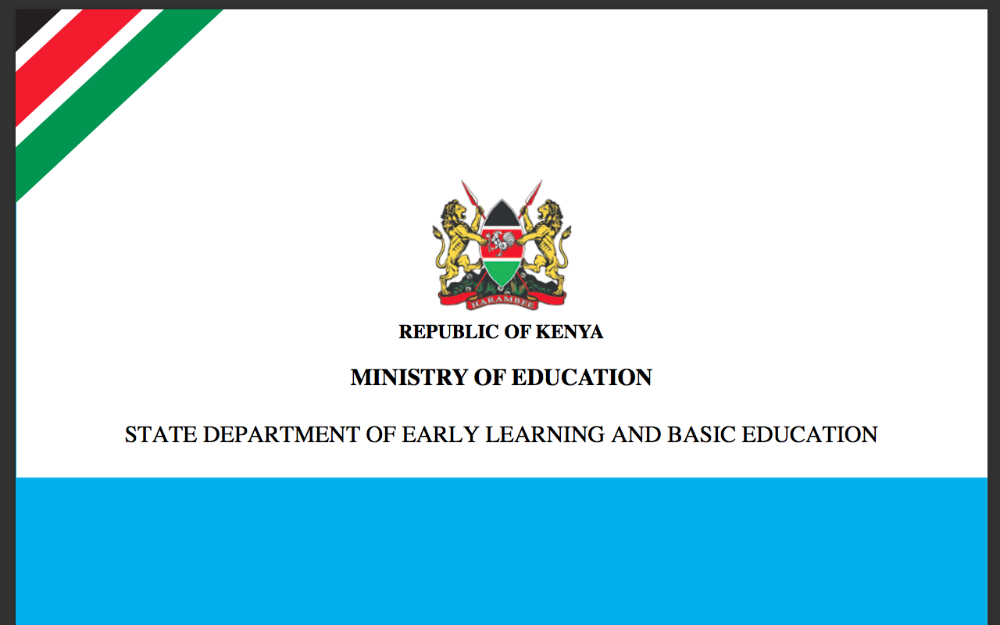 HARAMBEE
REPUBLIC OF KENYA
MINISTRY OF EDUCATION
STATE DEPARTMENT OF EARLY LEARNING AND BASIC EDUCATION